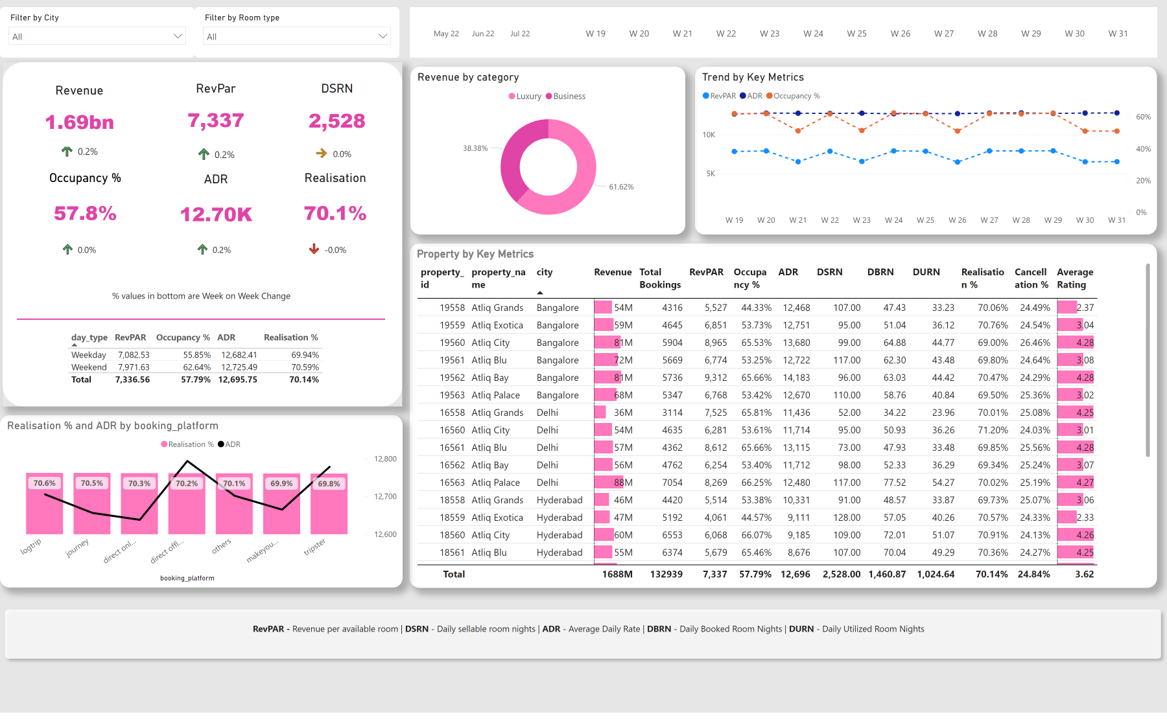 Filter by City
All
Filter by Room type
All
May 22 Jun 22 Jul 22 W 19 W 20 W 21 W 22 W 23 W 24 W 25 W 26 W 27 W 28 W 29 W 30 W 31
Revenue RevPar DSRN
1.69bn 7,337 2,528
0.2% 0.2% 0.0%
Occupancy % ADR Realisation
57.8% 12.70K 70.1%
0.0% 0.2% -0.0%
% values in bottom are Week on Week Change
day_type RevPAR Occupancy % ADR Realisation %
Weekday 7,082.53 55.85% 12,682.41 69.94%
Weekend 7,971.63 62.64% 12,725.49 70.59%
Total 7,336.56 57.79% 12,695.75 70.14%
Realisation % and ADR by booking_platform
Realisation % ADR
12,800
12,700
12,600
70.6% 70.5% 70.3% 70.2% 70.1% 69.9% 69.8%
logtrip journey direct onl... direct offl... others makeyou... tripster
booking_platform
Revenue by category
Luxury Business
38.38%
61.62%
Trend by Key Metrics
RevPAR ADR Occupancy %
10K
5K
60%
40%
20%
0%
W 19 W 20 W 21 W 22 W 23 W 24 W 25 W 26 W 27 W 28 W 29 W 30 W 31
Property by Key Metrics
property_ property_na city Revenue Total RevPAR Occupa ADR DSRN DBRN DURN Realisatio Cancell Average
id me Bookings ncy % n % ation % Rating
19558 Atliq Grands Bangalore 54M 4316 5,527 44.33% 12,468 107.00 47.43 33.23 70.06% 24.49% 2.37
19559 Atliq Exotica Bangalore 59M 4645 6,851 53.73% 12,751 95.00 51.04 36.12 70.76% 24.54% 3.04
19560 Atliq City Bangalore 81M 5904 8,965 65.53% 13,680 99.00 64.88 44.77 69.00% 26.46% 4.28
19561 Atliq Blu Bangalore 72M 5669 6,774 53.25% 12,722 117.00 62.30 43.48 69.80% 24.64% 3.08
19562 Atliq Bay Bangalore 81M 5736 9,312 65.66% 14,183 96.00 63.03 44.42 70.47% 24.29% 4.28
19563 Atliq Palace Bangalore 68M 5347 6,768 53.42% 12,670 110.00 58.76 40.84 69.50% 25.36% 3.02
16558 Atliq Grands Delhi 36M 3114 7,525 65.81% 11,436 52.00 34.22 23.96 70.01% 25.08% 4.25
16560 Atliq City Delhi 54M 4635 6,281 53.61% 11,714 95.00 50.93 36.26 71.20% 24.03% 3.01
16561 Atliq Blu Delhi 57M 4362 8,612 65.66% 13,115 73.00 47.93 33.48 69.85% 25.56% 4.28
16562 Atliq Bay Delhi 56M 4762 6,254 53.40% 11,712 98.00 52.33 36.29 69.34% 25.24% 3.07
16563 Atliq Palace Delhi 88M 7054 8,269 66.25% 12,480 117.00 77.52 54.27 70.02% 25.19% 4.27
18558 Atliq Grands Hyderabad 46M 4420 5,514 53.38% 10,331 91.00 48.57 33.87 69.73% 25.07% 3.06
18559 Atliq Exotica Hyderabad 47M 5192 4,061 44.57% 9,111 128.00 57.05 40.26 70.57% 24.33% 2.33
18560 Atliq City Hyderabad 60M 6553 6,068 66.07% 9,185 109.00 72.01 51.07 70.91% 24.13% 4.26
18561 Atliq Blu Hyderabad 55M 6374 5,679 65.46% 8,676 107.00 70.04 49.29 70.36% 24.27% 4.25
Total 1688M 132939 7,337 57.79% 12,696 2,528.00 1,460.87 1,024.64 70.14% 24.84% 3.62
RevPAR - Revenue per available room | DSRN - Daily sellable room nights | ADR - Average Daily Rate | DBRN - Daily Booked Room Nights | DURN - Daily Utilized Room Nights